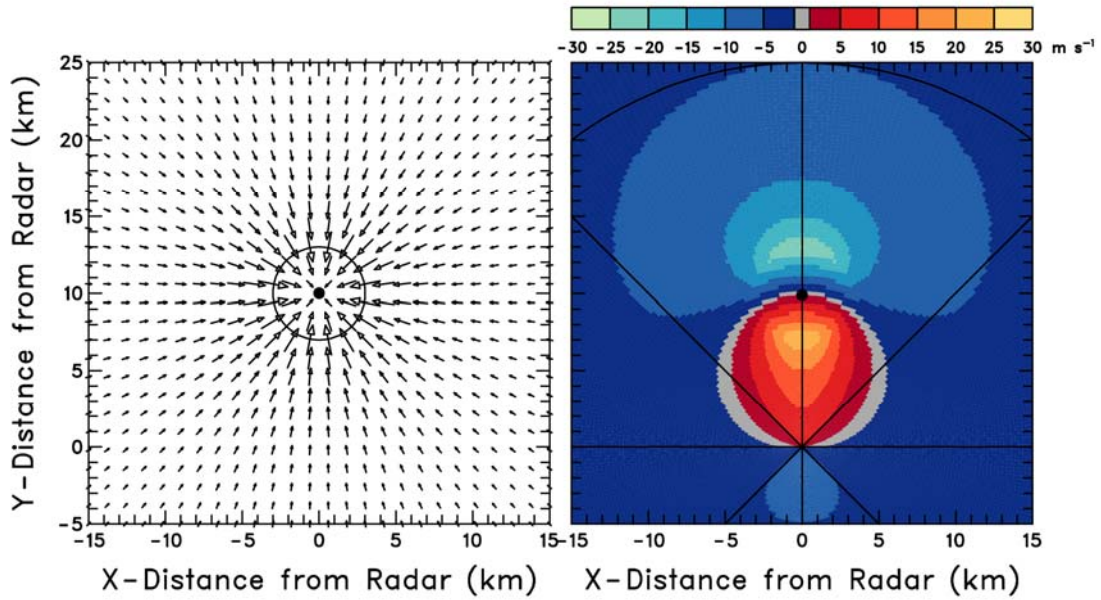 -30 -25 -20 -15 -10 -5 -1 0 1 5 10 15 20 25 30 m s⁻¹
25
20
15
10
5
0
-5
Y-Distance from Radar (km)
-15 -10 -5 0 5 10 15
X-Distance from Radar (km)
-15 -10 -5 0 5 10 15
X-Distance from Radar (km)